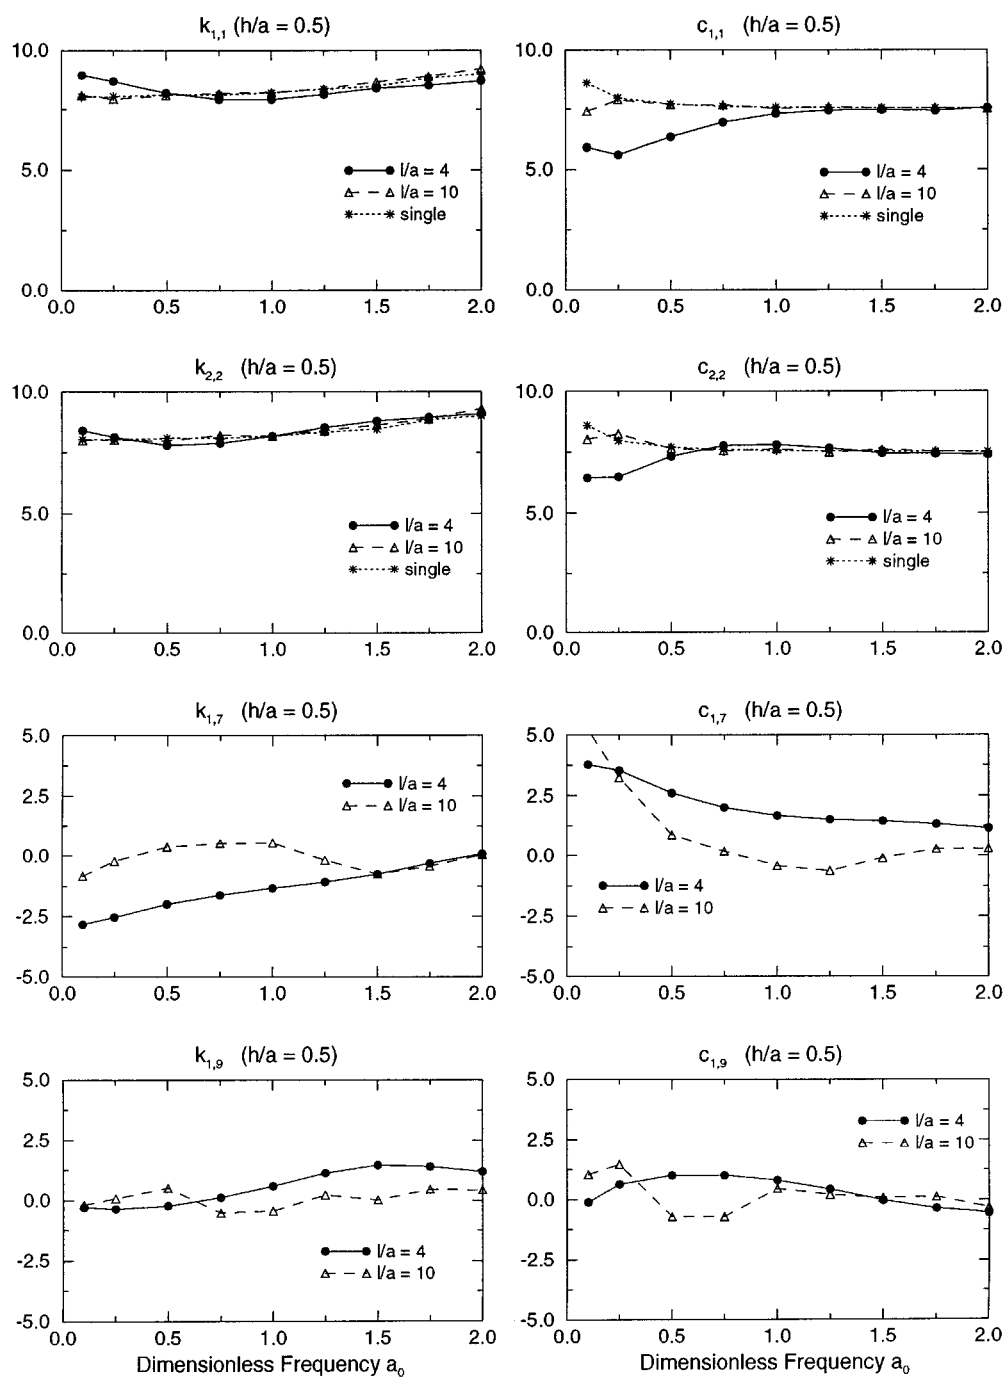 k1,1 (h/a = 0.5)
10.0
5.0
0.0
l/a = 4
l/a = 10
single
0.0 0.5 1.0 1.5 2.0
c1,1 (h/a = 0.5)
10.0
5.0
0.0
l/a = 4
l/a = 10
single
0.0 0.5 1.0 1.5 2.0
k2,2 (h/a = 0.5)
10.0
5.0
0.0
l/a = 4
l/a = 10
single
0.0 0.5 1.0 1.5 2.0
c2,2 (h/a = 0.5)
10.0
5.0
0.0
l/a = 4
l/a = 10
single
0.0 0.5 1.0 1.5 2.0
k1,7 (h/a = 0.5)
5.0
2.5
0.0
-2.5
-5.0
l/a = 4
l/a = 10
0.0 0.5 1.0 1.5 2.0
c1,7 (h/a = 0.5)
5.0
2.5
0.0
-2.5
-5.0
l/a = 4
l/a = 10
0.0 0.5 1.0 1.5 2.0
k1,9 (h/a = 0.5)
5.0
2.5
0.0
-2.5
-5.0
l/a = 4
l/a = 10
0.0 0.5 1.0 1.5 2.0
Dimensionless Frequency a0
c1,9 (h/a = 0.5)
5.0
2.5
0.0
-2.5
-5.0
l/a = 4
l/a = 10
0.0 0.5 1.0 1.5 2.0
Dimensionless Frequency a0